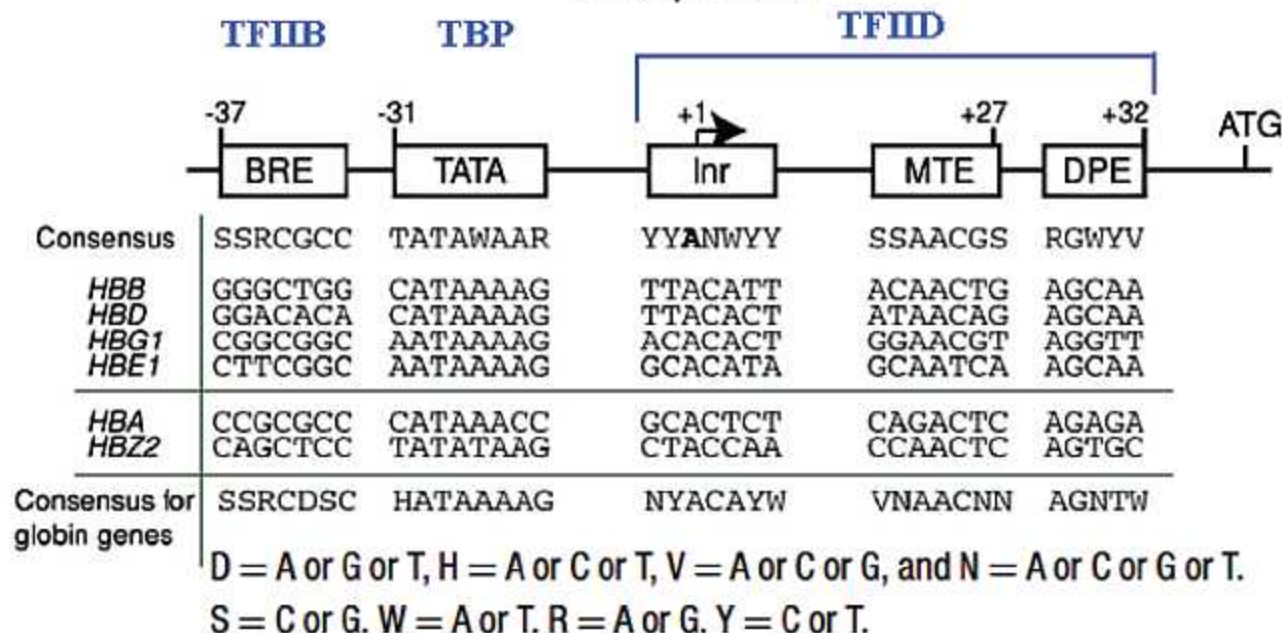 TFIIB TBP TFIID
-37 -31 +1 +27 +32 ATG
BRE TATA Inr MTE DPE
Consensus SSRCGCC TATAWAAR YYANWYY SSAACGS RGWYV
HBB GGGCTGG CATAAAAG TTACATT ACAACTG AGCAA
HBD GGACACA CATAAAAG TTACACT ATAACAG AGCAA
HBG1 CGGCGGC AATAAAAG ACACACT GGAACGT AGGTT
HBE1 CTTCGGC AATAAAAG GCACATA GCAATCA AGCAA
HBA CCGCGCC CATAAACC GCACTCT CAGACTC AGAGA
HBZ2 CAGCTCC TATATAAG CTACCAA CCAACTC AGTGC
Consensus for SSRCDSC HATAAAAG NYACAYW VNAACNN AGNTW
globin genes
D = A or G or T, H = A or C or T, V = A or C or G, and N = A or C or G or T.
S = C or G, W = A or T, R = A or G, Y = C or T.